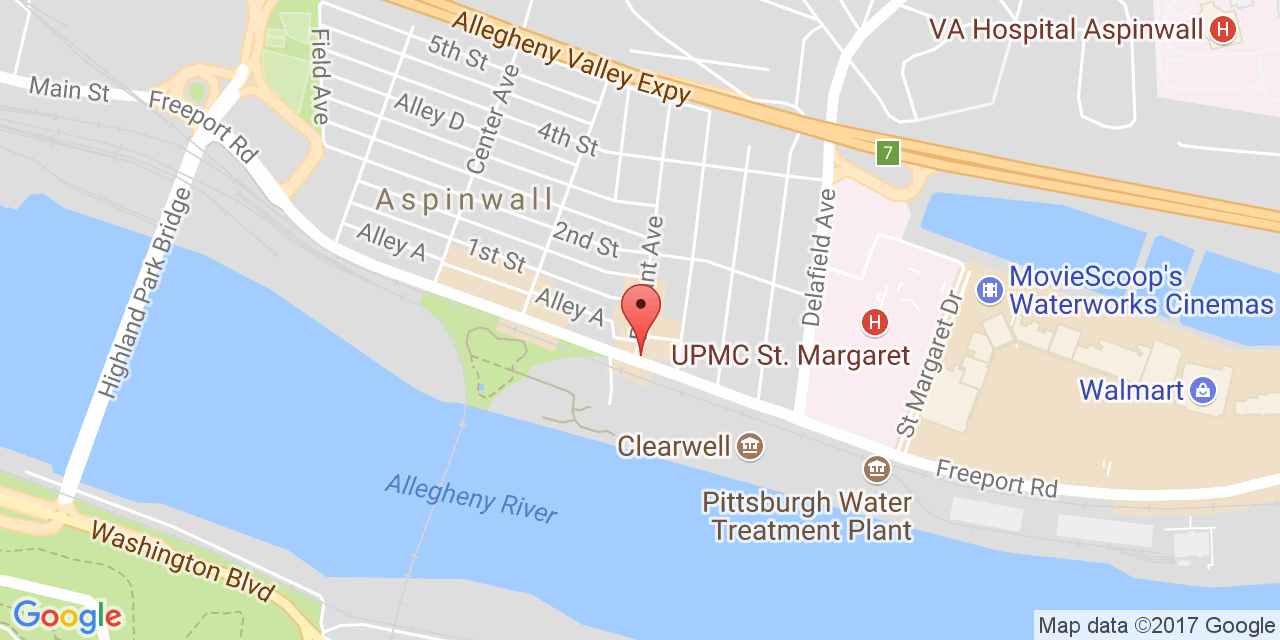 Allegheny Valley Expy
VA Hospital Aspinwall
H
Field Ave
5th St
Main St
Freeport Rd
Alley D
Center Ave
4th St
7
Aspinwall
Highland Park Bridge
Alley A
1st St
2nd St
nt Ave
Delafield Ave
MovieScoop's
Waterworks Cinemas
Alley A
H
UPMC St. Margaret
St Margaret Dr
Walmart
Clearwell
Freeport Rd
Allegheny River
Pittsburgh Water
Treatment Plant
Washington Blvd
Google
Map data ©2017 Google